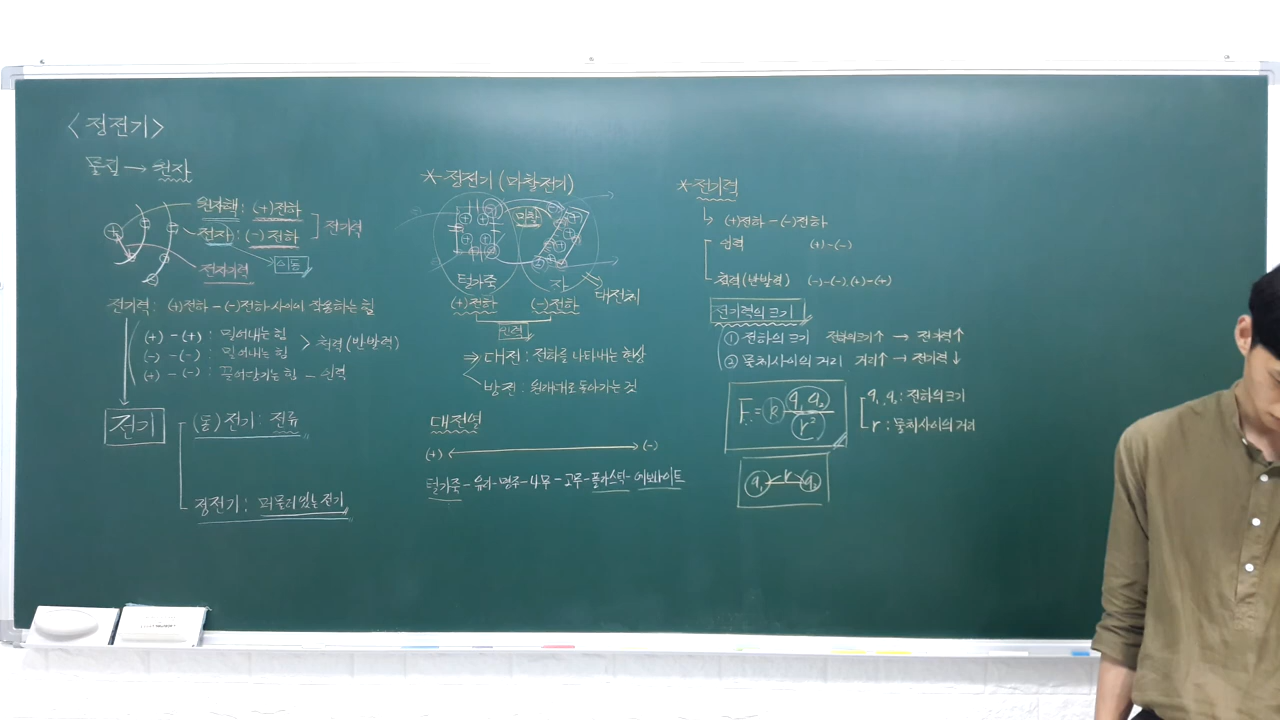 <정전기>
물질 → 원자
원자핵 : (+)전하
전자 : (-)전하
전기력
이동
전자기력
전기력 : (+)전하 - (-)전하 사이에 작용하는 힘
(+) - (+) : 밀어내는 힘
(-) - (-) : 밀어내는 힘
척력 (반발력)
(+) - (-) : 끌어당기는 힘 - 인력
전기
(동)전기 : 전류
정전기 : 머물러있는 전기
* 정전기 (마찰전기)
마찰
털가죽
자
(+)전하
(-)전하
대전체
인력
⇒ 대전 : 전하를 나타내는 현상
방전 : 원래대로 돌아가는 것
대전열
(+) ↔ (-)
털가죽 - 유리 - 명주 - 나무 - 고무 - 플라스틱 - 에보나이트
* 전기력
↳ (+)전하 - (-)전하
인력 (+) - (-)
척력 (반발력) (-) - (-), (+) - (+)
전기력의 크기
① 전하의 크기 전하의크기↑ → 전기력↑
② 물체사이의 거리 거리↑ → 전기력↓
F = k q₁q₂ / r²
q₁, q₂ : 전하의크기
r : 물체사이의 거리
q₁ r q₂